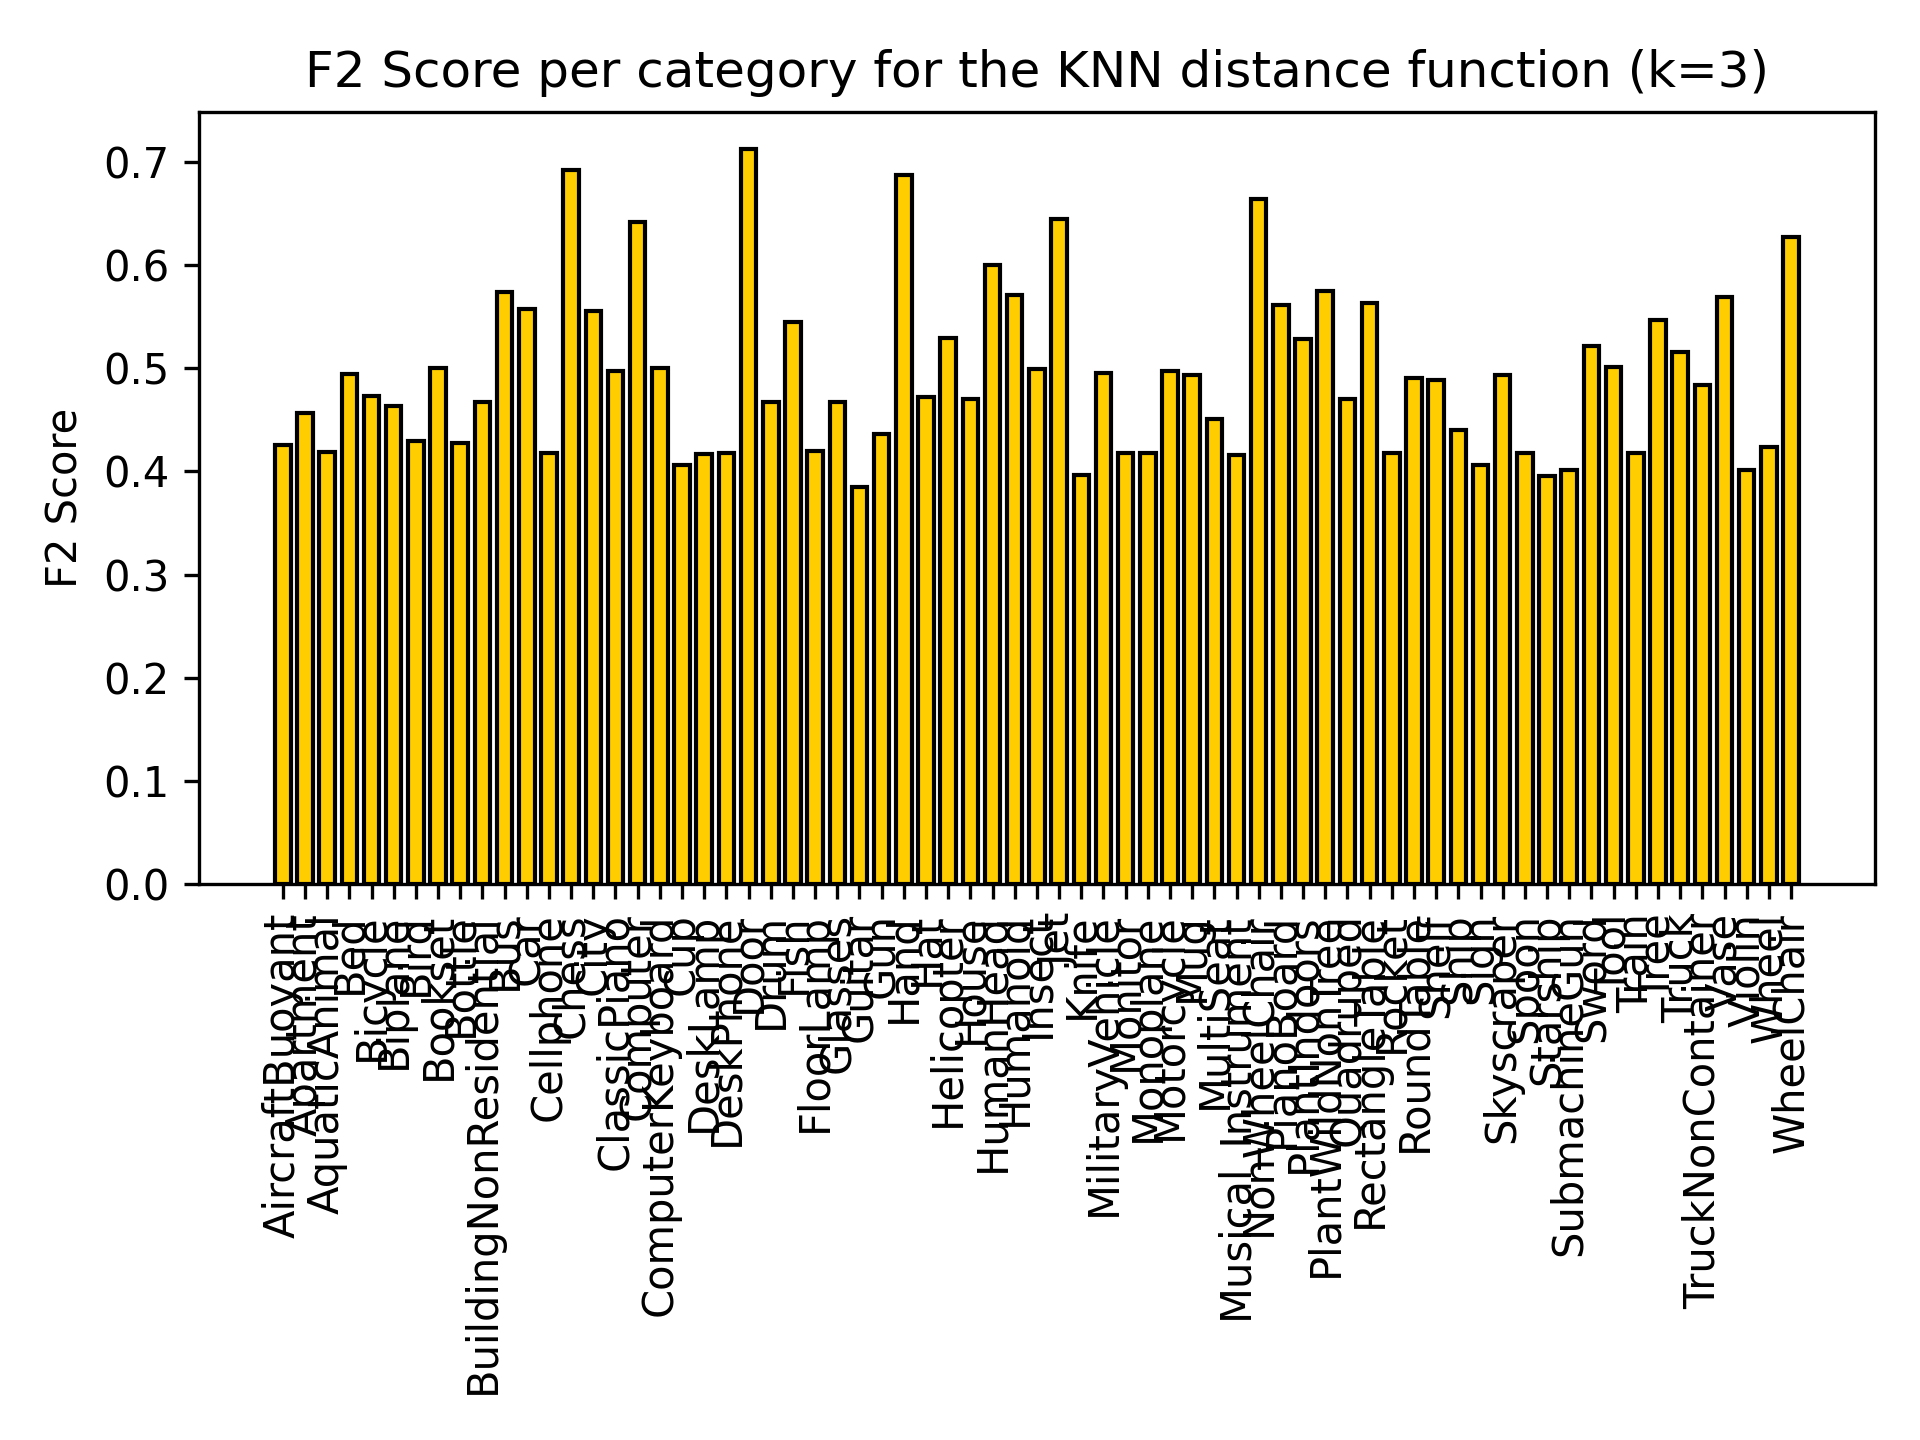 F2 Score per category for the KNN distance function (k=3)
F2 Score
0.7
0.6
0.5
0.4
0.3
0.2
0.1
0.0
AircraftBuoyant
Apartment
AquaticAnimal
Bed
Bicycle
Biplane
Bird
Bookset
Bottle
BuildingNonResidential
Bus
Car
Cellphone
Chess
City
ClassicPiano
Computer
ComputerKeyboard
Cup
DeskLamp
DeskPhone
Door
Drum
Fish
FloorLamp
Glasses
Guitar
Gun
Hand
Hat
Helicopter
House
HumanHead
Humanoid
Insect
Jet
Knife
MilitaryVehicle
Monitor
Monoplane
Motorcycle
Mug
MultiSeat
Musical_Instrument
NonWheelChair
PianoBoard
PlantIndoors
PlantWildNonTree
Quadruped
RectangleTable
Rocket
RoundTable
Shell
Ship
Sign
Skyscraper
Spoon
Starship
SubmachineGun
Sword
Tool
Train
Tree
Truck
TruckNonContainer
Vase
Violin
Wheel
WheelChair